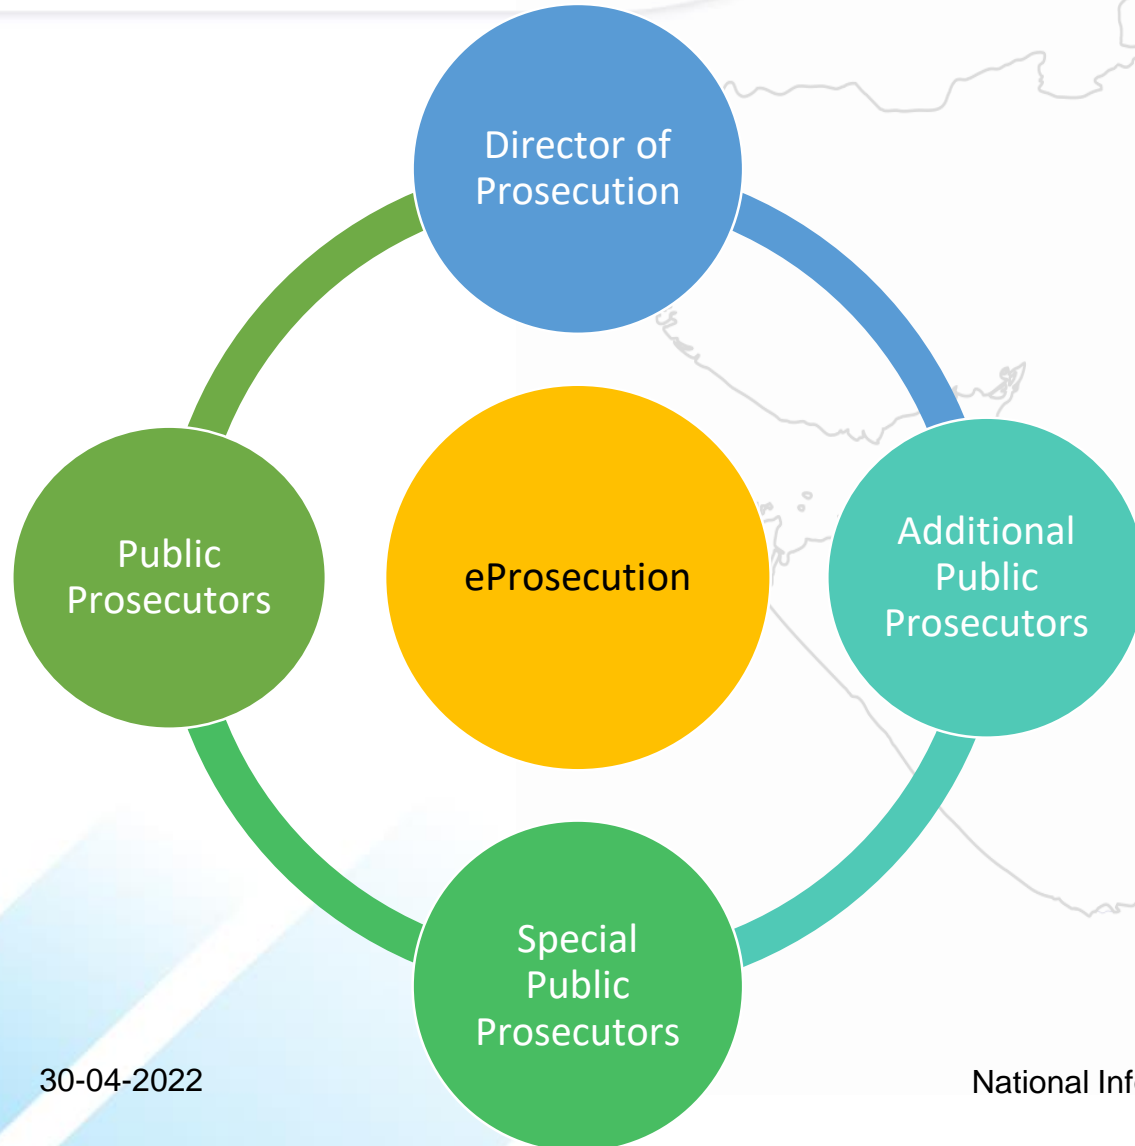 Director of
Prosecution
Public
Prosecutors
eProsecution
Additional
Public
Prosecutors
Special
Public
Prosecutors
30-04-2022
National